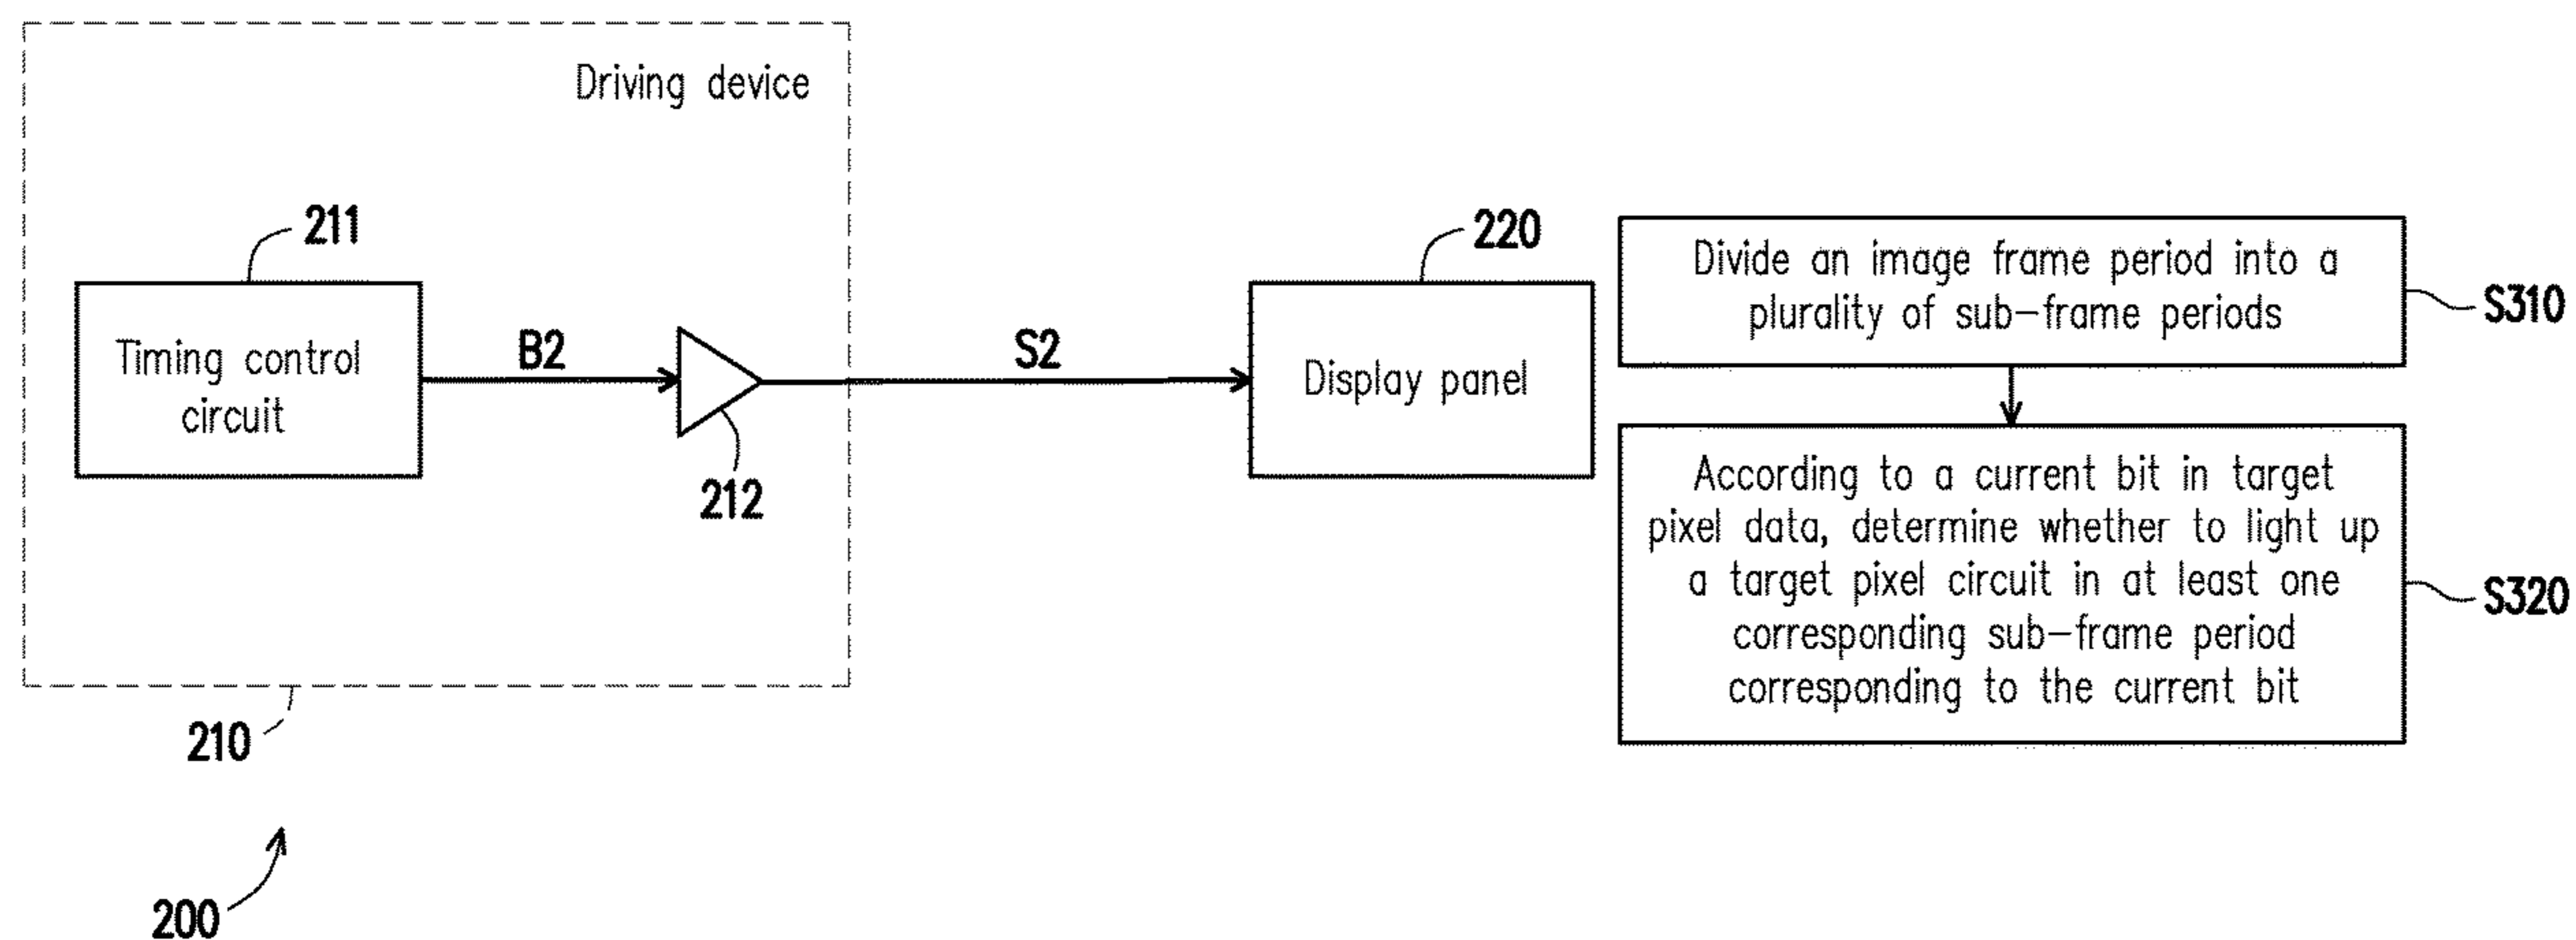 Driving device
211
Timing control
circuit
B2
212
S2
220
Display panel
210
200
Divide an image frame period into a
plurality of sub-frame periods
S310
According to a current bit in target
pixel data, determine whether to light up
a target pixel circuit in at least one
corresponding sub-frame period
corresponding to the current bit
S320